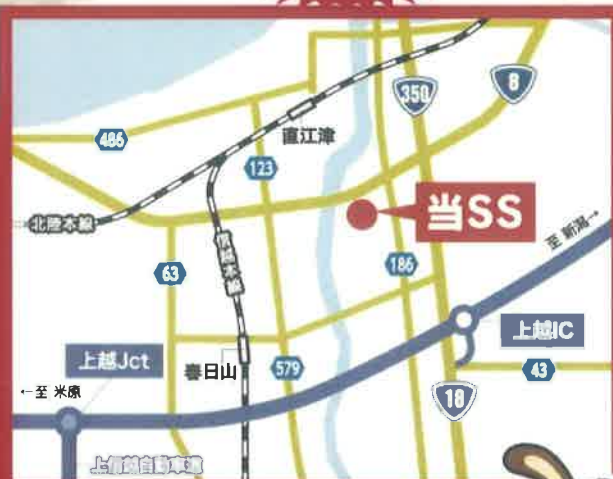 350
8
486
直江津
123
当SS
北陸本線
至 新潟→
信越本線
63
186
上越IC
上越Jct
春日山
579
43
←至 米原
18
上信越自動車道